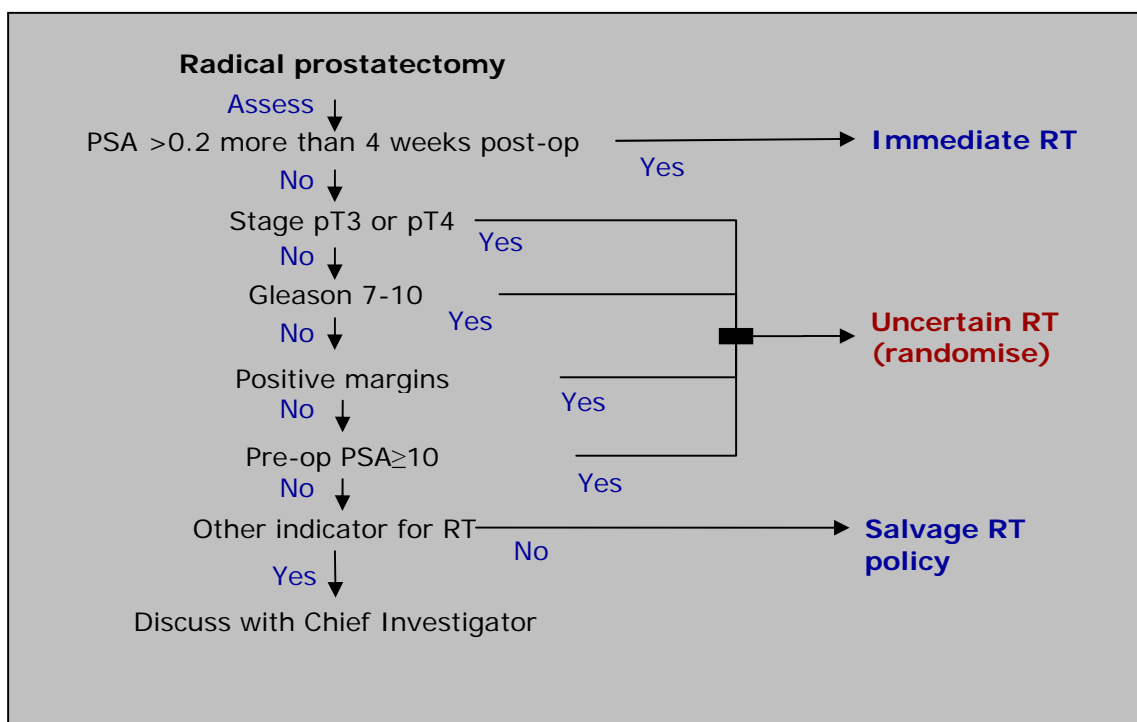 Radical prostatectomy
Assess
PSA >0.2 more than 4 weeks post-op
Yes
Immediate RT
No
Stage pT3 or pT4
Yes
No
Gleason 7-10
Yes
No
Uncertain RT
(randomise)
Positive margins
Yes
No
Pre-op PSA≥10
Yes
No
Other indicator for RT
No
Salvage RT
policy
Yes
Discuss with Chief Investigator